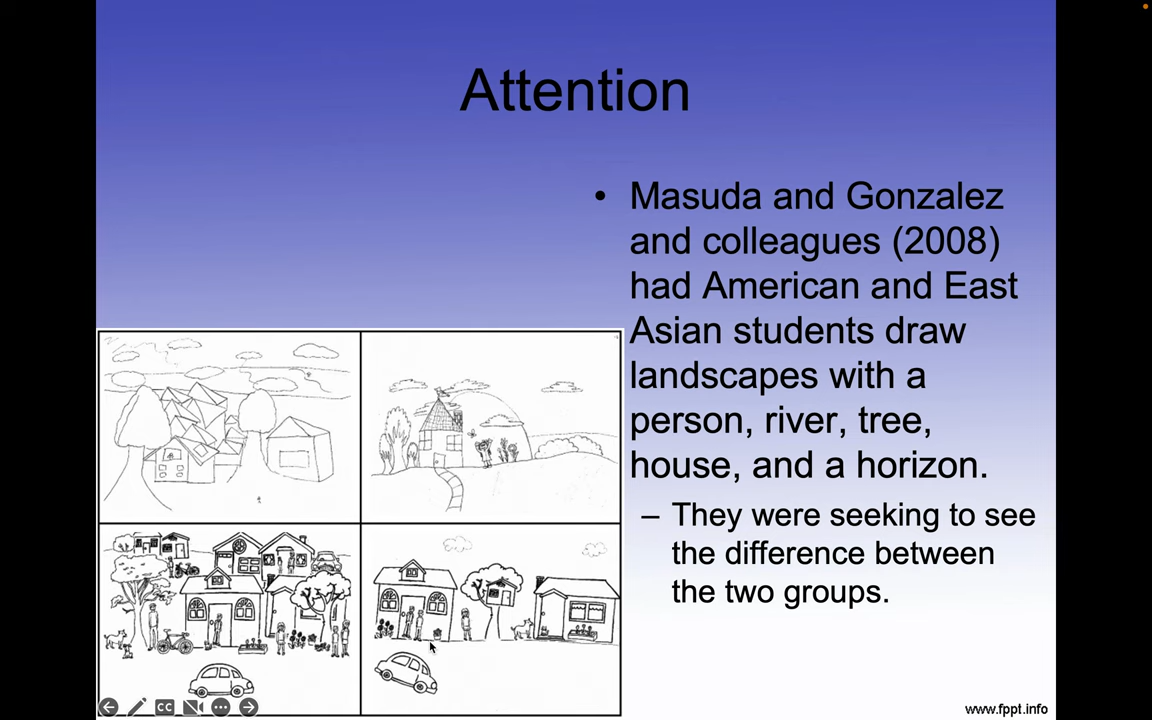 Attention
• Masuda and Gonzalez
and colleagues (2008)
had American and East
Asian students draw
landscapes with a
person, river, tree,
house, and a horizon.
– They were seeking to see
the difference between
the two groups.
CC
www.fppt.info